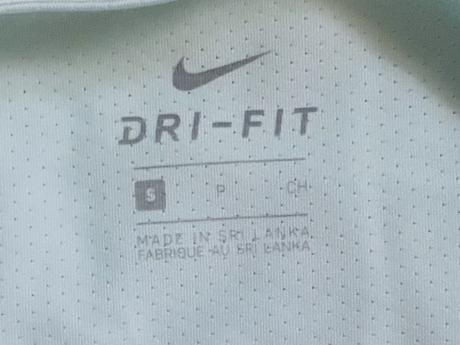 DRI-FIT
S P CH
MADE IN SRI LANKA
FABRIQUE AU SRI LANKA